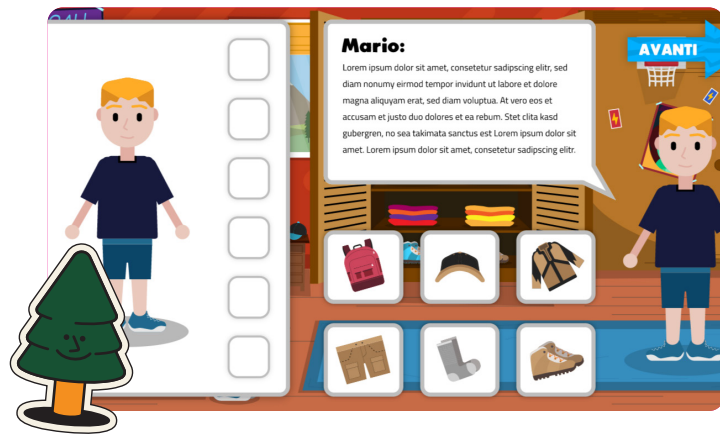 BALL
Mario:
Lorem ipsum dolor sit amet, consetetur sadipscing elitr, sed
diam nonumy eirmod tempor invidunt ut labore et dolore
magna aliquyam erat, sed diam voluptua. At vero eos et
accusam et justo duo dolores et ea rebum. Stet clita kasd
gubergren, no sea takimata sanctus est Lorem ipsum dolor sit
amet. Lorem ipsum dolor sit amet, consetetur sadipscing elitr.
AVANTI